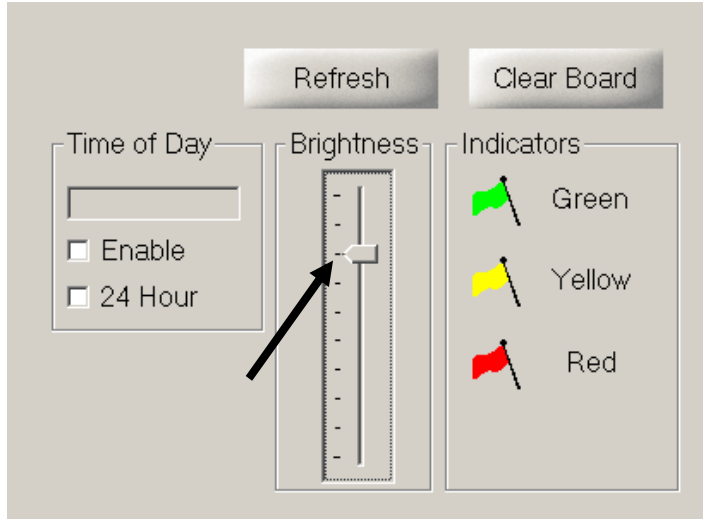 Refresh
Clear Board
Time of Day
Enable
24 Hour
Brightness
Indicators
Green
Yellow
Red